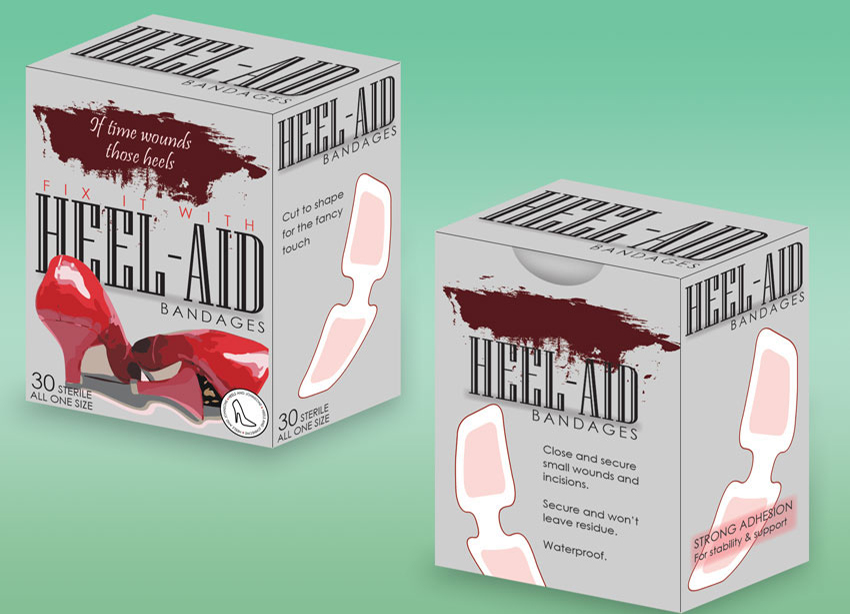 HEEL-AID
BANDAGES
If time wounds
those heels
FIX IT WITH
HEEL-AID
BANDAGES
30 STERILE
ALL ONE SIZE
HEEL-AID
BANDAGES
Cut to shape
for the fancy
touch
30 STERILE
ALL ONE SIZE
HEEL-AID
BANDAGES
HEEL-AID
BANDAGES
Close and secure
small wounds and
incisions.
Secure and won't
leave residue.
Waterproof.
HEEL-AID
BANDAGES
STRONG ADHESION
For stability & support